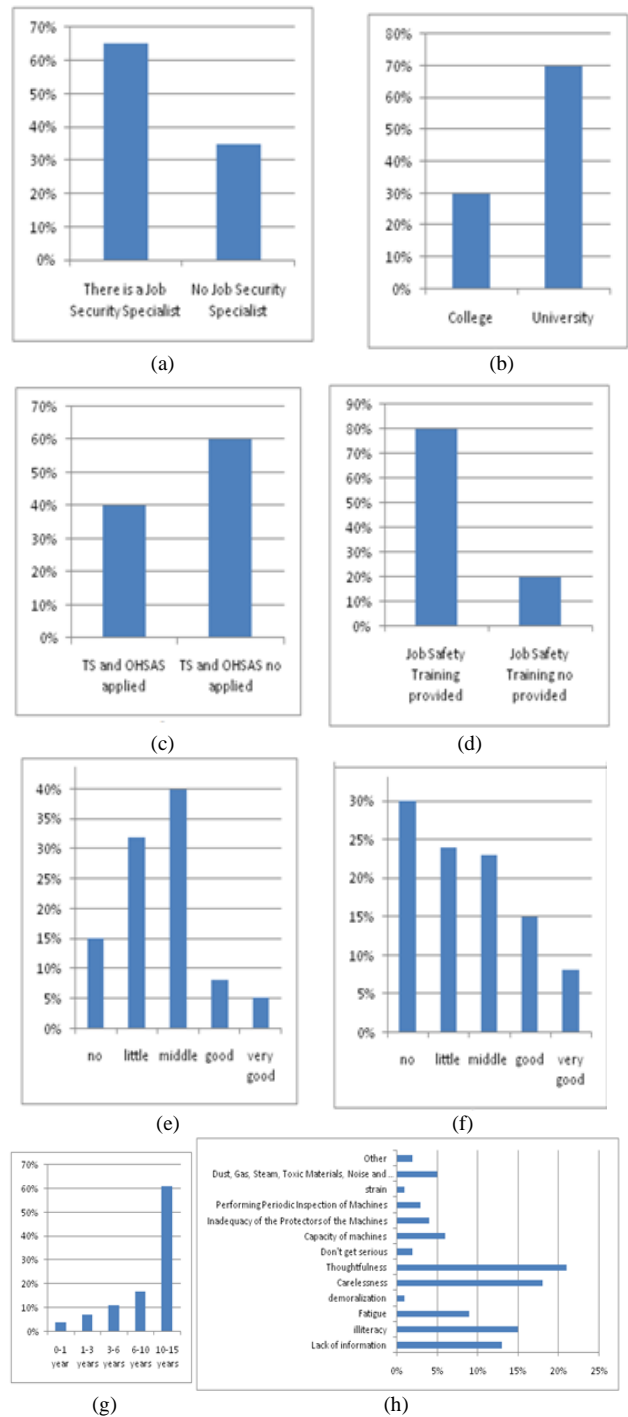 70%
60%
50%
40%
30%
20%
10%
0%
There is a Job
Security Specialist
No Job Security
Specialist
(a)
80%
70%
60%
50%
40%
30%
20%
10%
0%
College
University
(b)
70%
60%
50%
40%
30%
20%
10%
0%
TS and OHSAS
applied
TS and OHSAS no
applied
(c)
90%
80%
70%
60%
50%
40%
30%
20%
10%
0%
Job Safety
Training
provided
Job Safety
Training no
provided
(d)
40%
35%
30%
25%
20%
15%
10%
5%
0%
no
little
middle
good
very
good
(e)
30%
25%
20%
15%
10%
5%
0%
no
little
middle
good
very
good
(f)
70%
60%
50%
40%
30%
20%
10%
0%
0-1
year
1-3
years
3-6
years
6-10
years
10-15
years
(g)
Other
Dust, Gas, Steam, Toxic Materials, Noise and ...
strain
Performing Periodic Inspection of Machines
Inadequacy of the Protectors of the Machines
Capacity of machines
Don't get serious
Thoughtfulness
Carelessness
demoralization
Fatigue
illiteracy
Lack of information
0% 5% 10% 15% 20% 25%
(h)